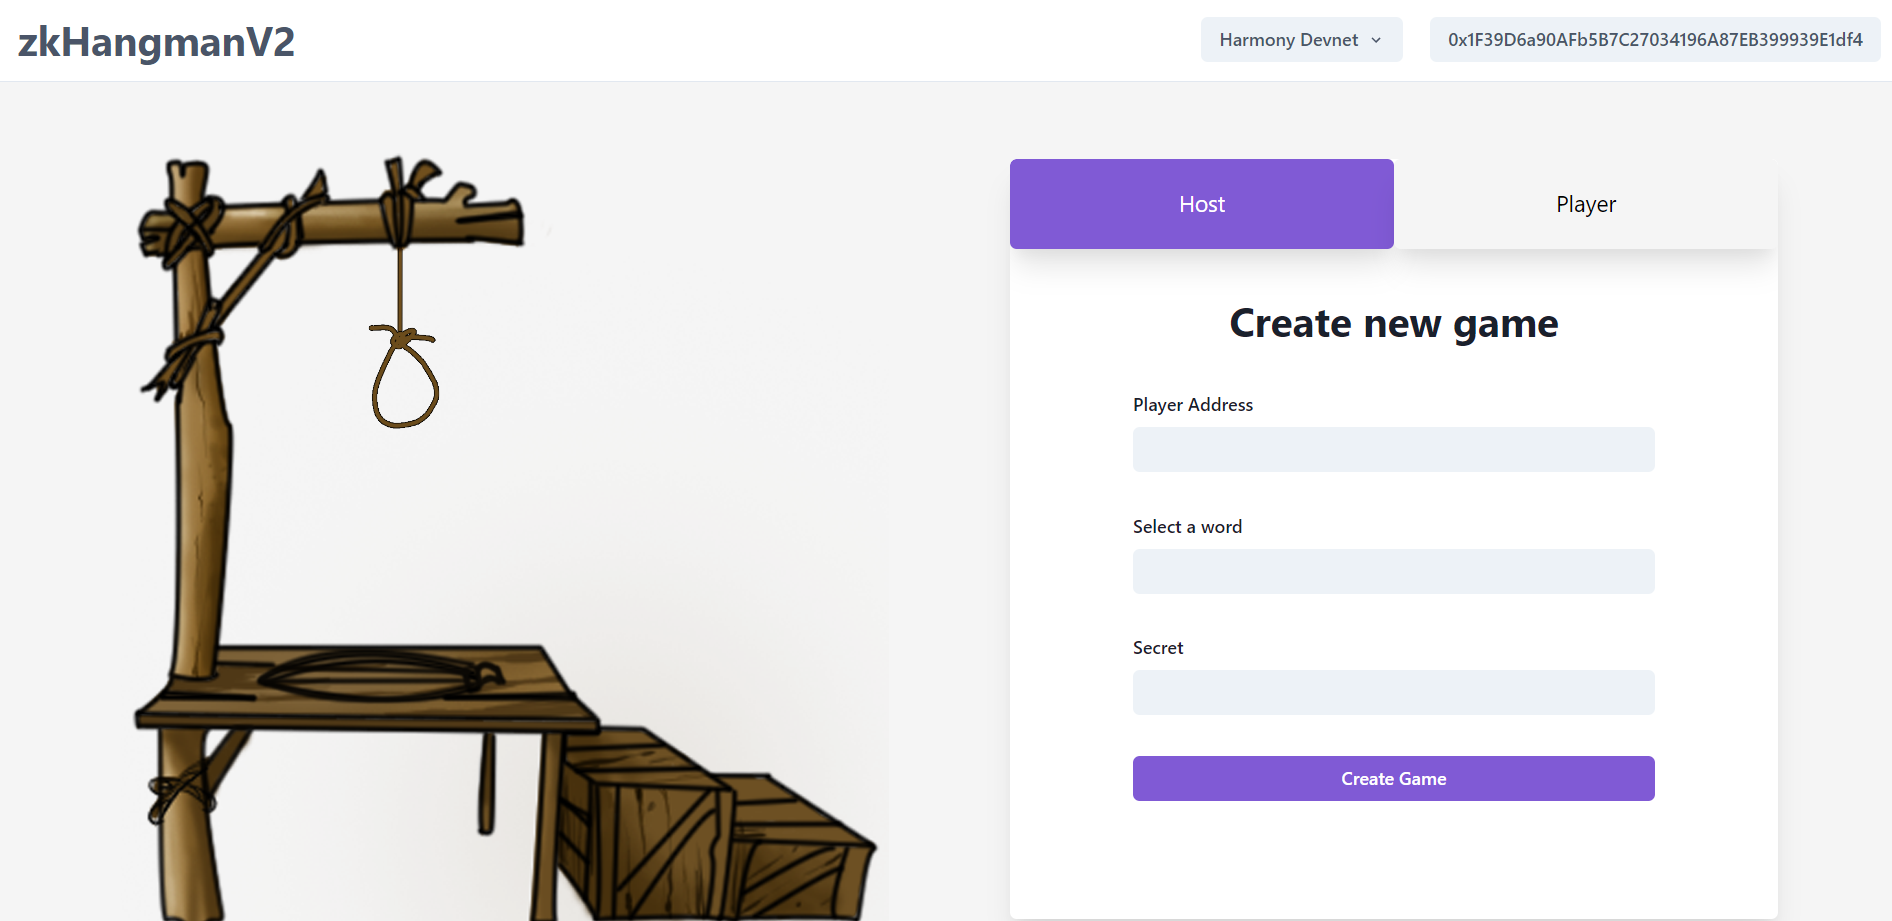 zkHangmanV2
Harmony Devnet
0x1F39D6a90AFb5B7C27034196A87EB399939E1df4
Host
Player
Create new game
Player Address
Select a word
Secret
Create Game